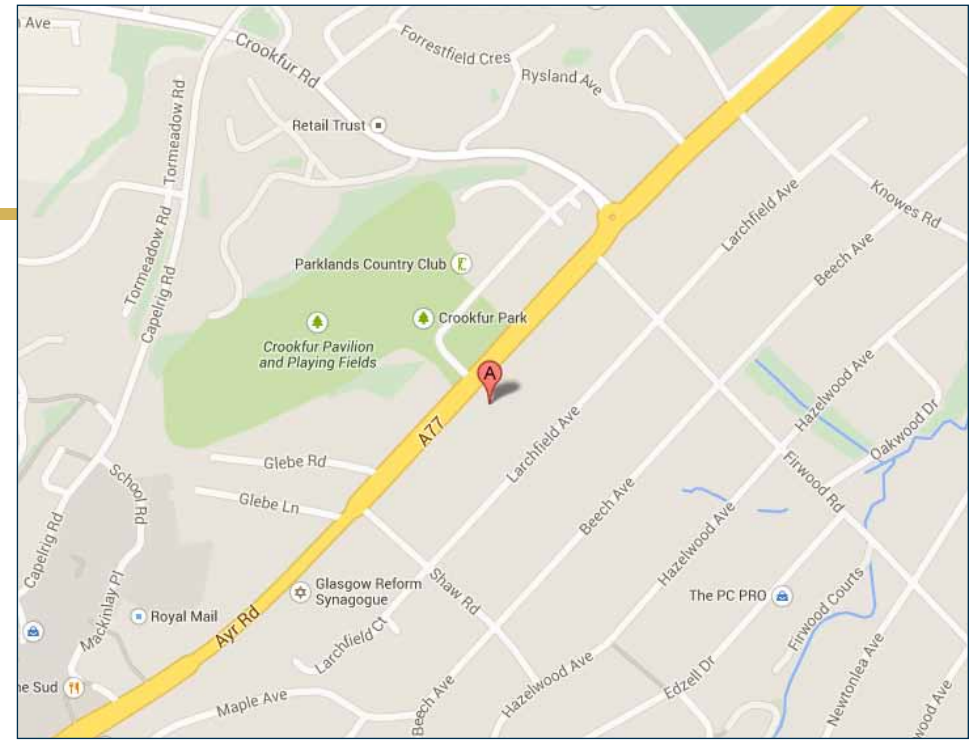 n Ave
Crookfur Rd
Forrestfield Cres
Rysland Ave
Tormeadow Rd
Retail Trust
Larchfield Ave
Knowes Rd
Tormeadow Rd
Capelrig Rd
Parklands Country Club
Beech Ave
Crookfur Park
Crookfur Pavilion
and Playing Fields
A
Hazelwood Ave
A77
Oakwood Dr
Larchfield Ave
Glebe Rd
Firwood Rd
School Rd
Glebe Ln
Beech Ave
Hazelwood Ave
Capelrig Rd
Shaw Rd
Glasgow Reform
Synagogue
The PC PRO
Firwood Courts
Mackinlay Pl
Royal Mail
Ayr Rd
Larchfield Ct
Newtonlea Ave
Hazelwood Ave
Edzell Dr
ne Sud
Maple Ave
Beech Ave
wood Ave